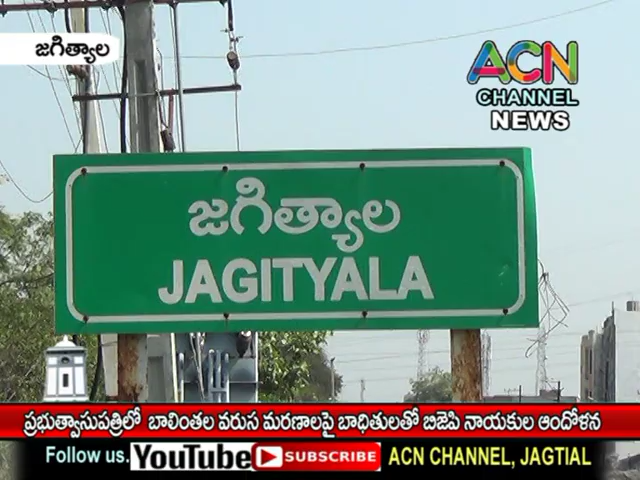 జగిత్యాల
ACN
CHANNEL
NEWS
జగిత్యాల
JAGITYALA
ప్రభుత్వాసుపత్రిలో బాలింతల వరుస మరణాలపై బాధితులతో బిజెపి నాయకుల ఆందోళన
Follow us. YouTube SUBSCRIBE ACN CHANNEL, JAGTIAL